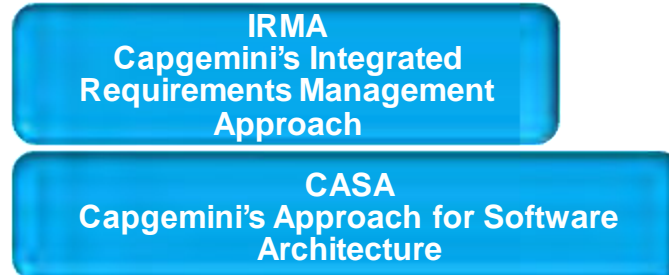 IRMA
Capgemini’s Integrated
Requirements Management
Approach
CASA
Capgemini’s Approach for Software
Architecture